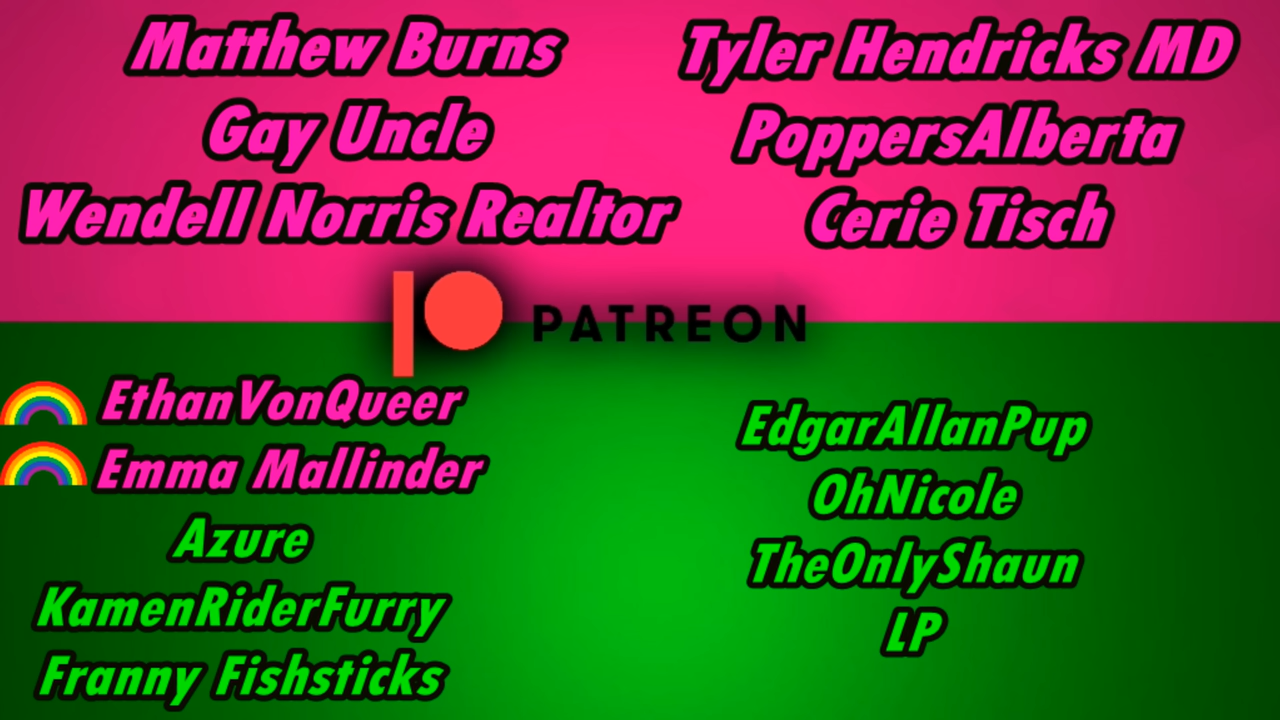 Matthew Burns
Gay Uncle
Wendell Norris Realtor
Tyler Hendricks MD
PoppersAlberta
Cerie Tisch
PATREON
EthanVonQueer
Emma Mallinder
Azure
KamenRiderFurry
Franny Fishsticks
EdgarAllanPup
OhNicole
TheOnlyShaun
LP